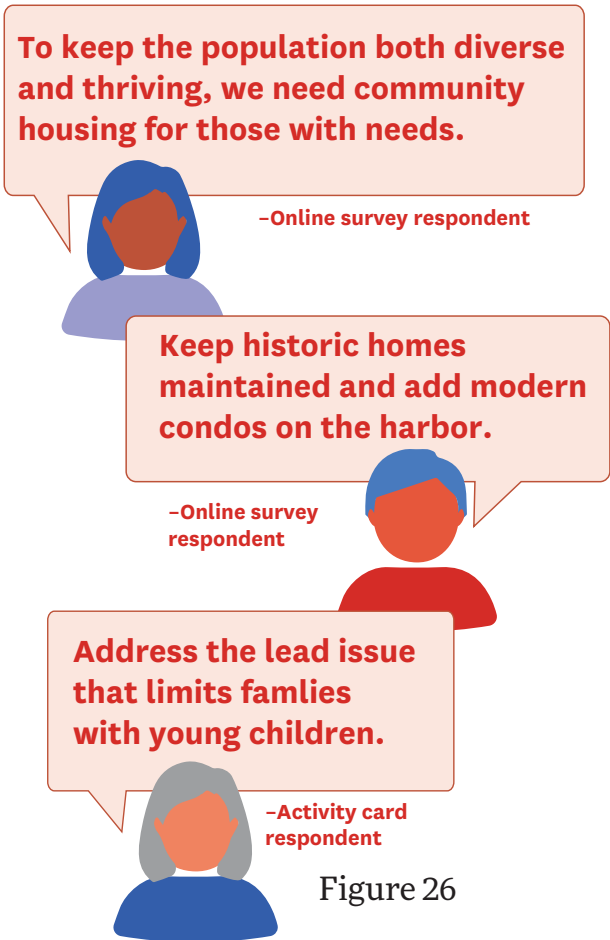 To keep the population both diverse
and thriving, we need community
housing for those with needs.
–Online survey respondent
Keep historic homes
maintained and add modern
condos on the harbor.
–Online survey
respondent
Address the lead issue
that limits famlies
with young children.
–Activity card
respondent
Figure 26